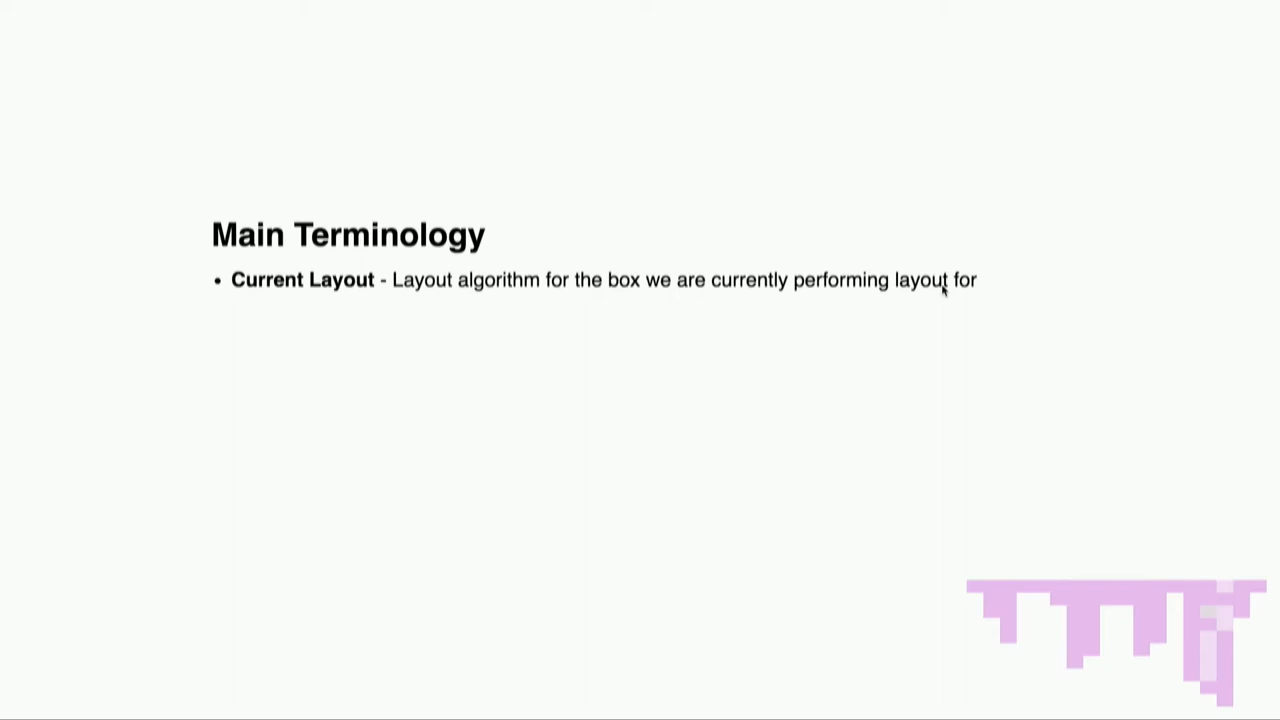 Main Terminology
• Current Layout - Layout algorithm for the box we are currently performing layout for